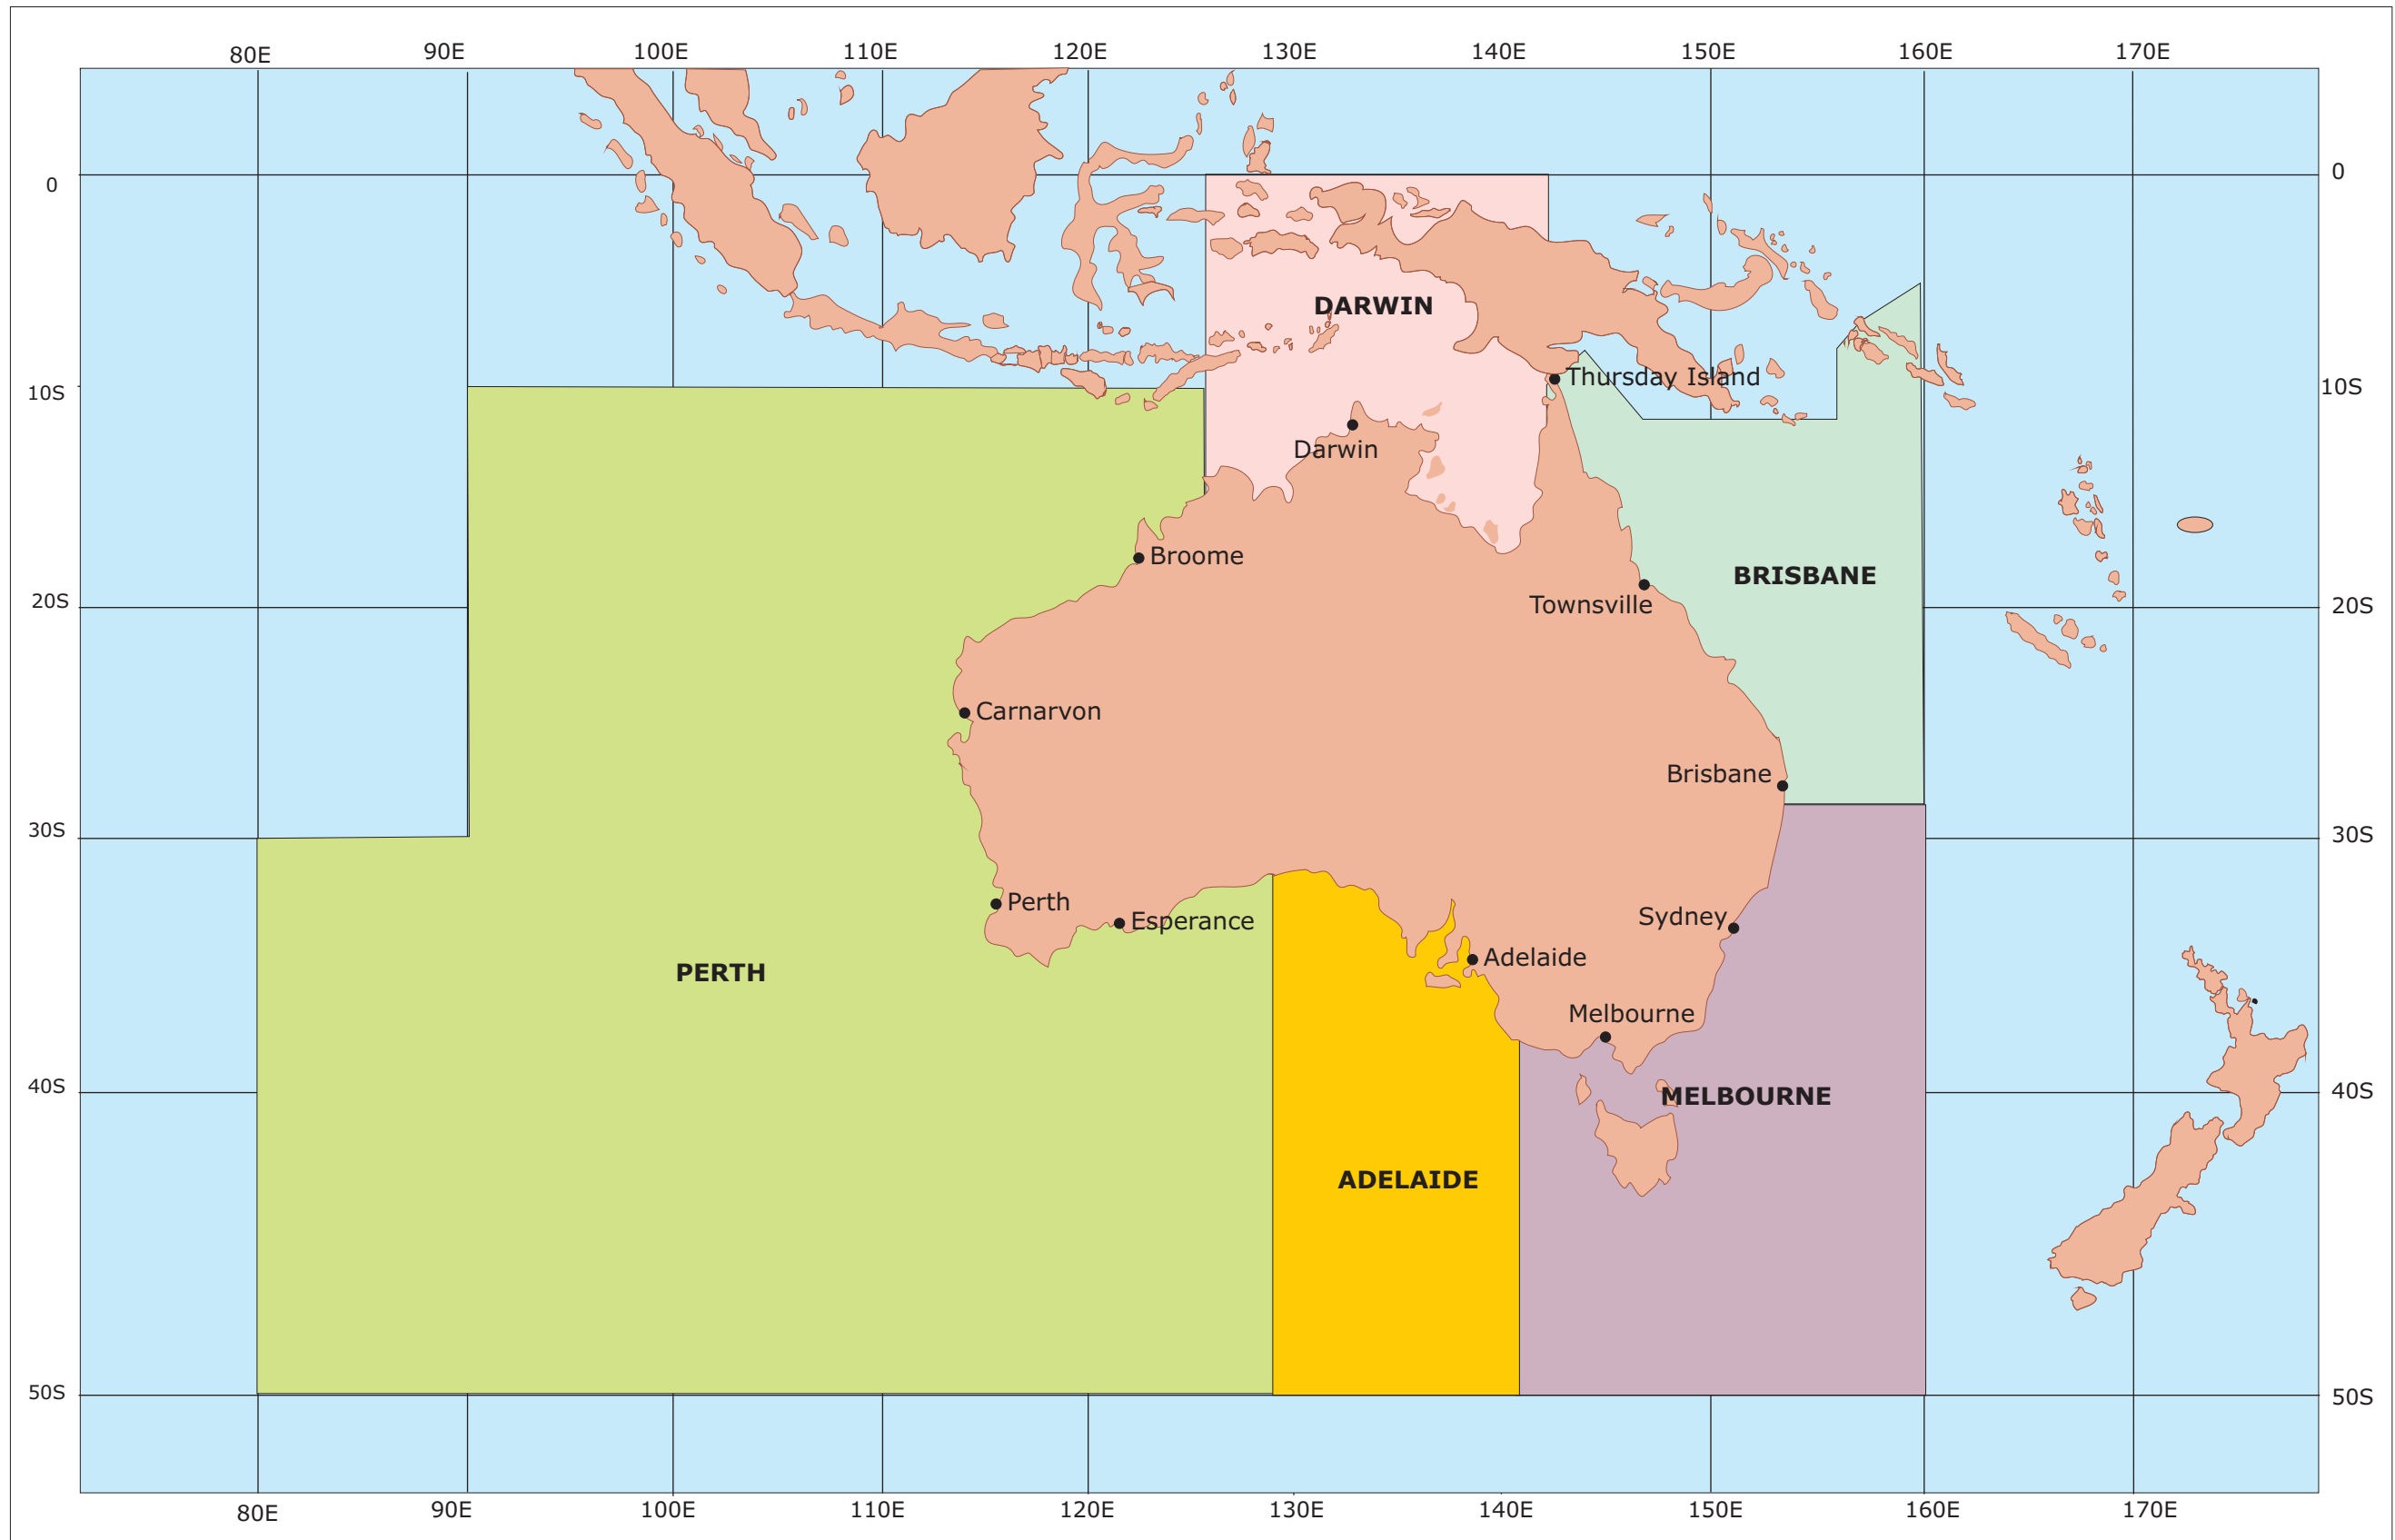 80E 90E 100E 110E 120E 130E 140E 150E 160E 170E
0 0
DARWIN
Thursday Island
10S 10S
Darwin
Broome
BRISBANE
20S Townsville 20S
Carnarvon
Brisbane
30S 30S
Perth
Esperance
Sydney
Adelaide
PERTH
Melbourne
40S MELBOURNE 40S
ADELAIDE
50S 50S
80E 90E 100E 110E 120E 130E 140E 150E 160E 170E